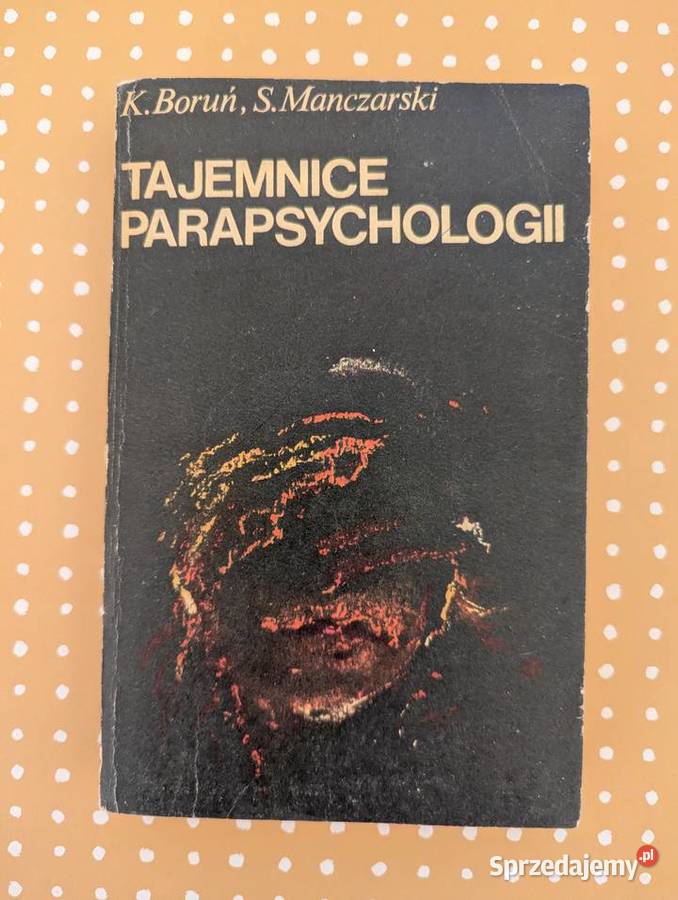 K.Boruń, S.Manczarski
TAJEMNICE
PARAPSYCHOLOGII
Sprzedajemy.pl